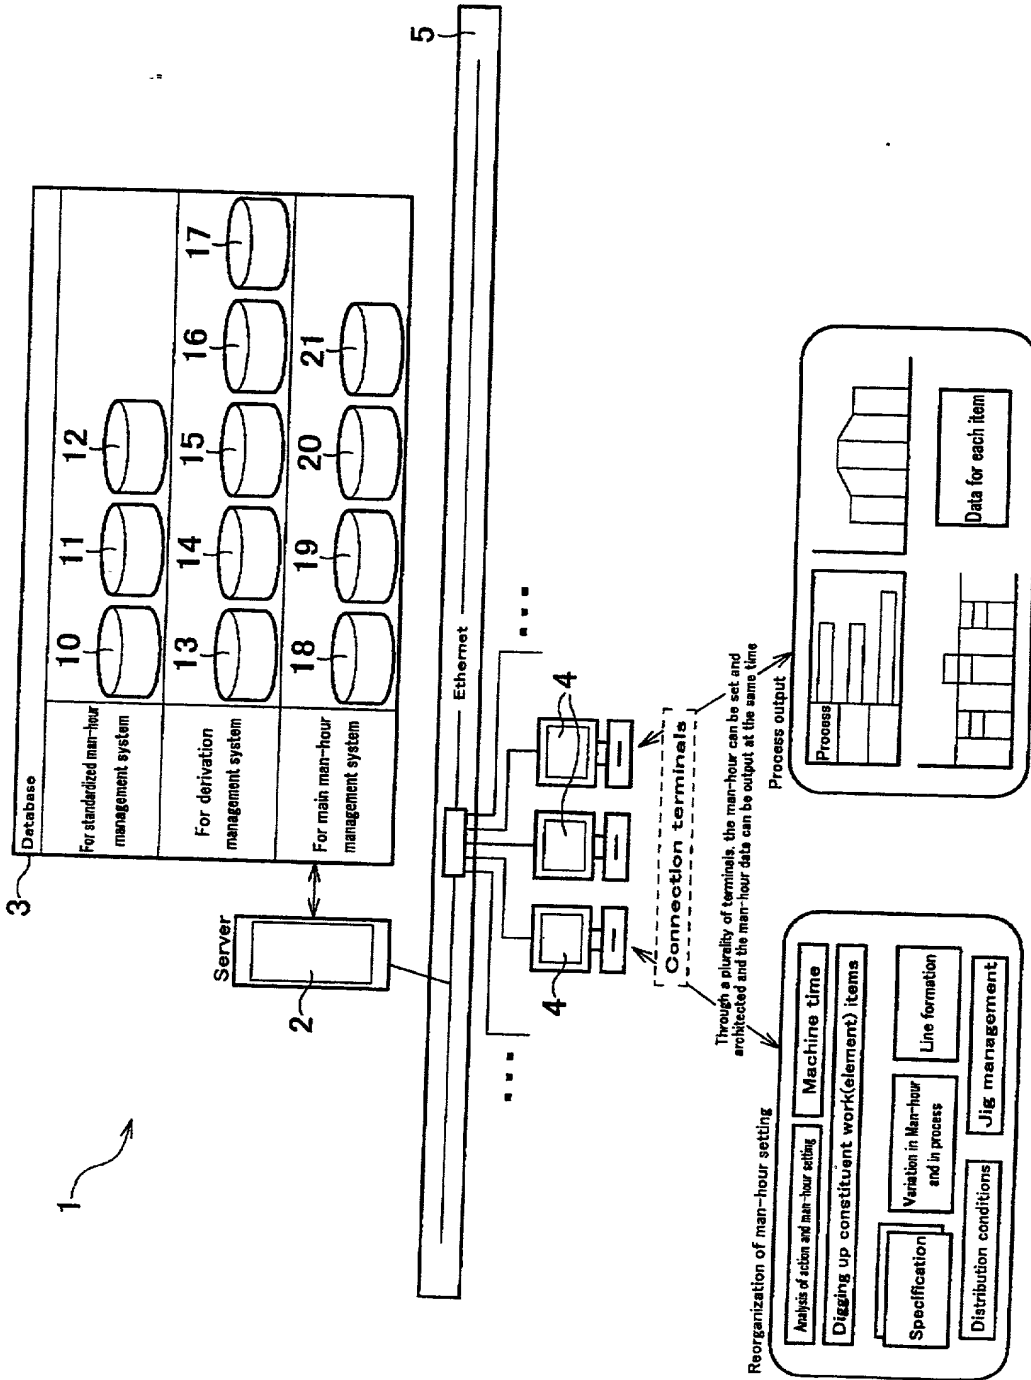 1
3
Database
For standardized man-hour
management system
10
11
12
For derivation
management system
13
14
15
16
17
For main man-hour
management system
18
19
20
21
Server
2
5
Ethernet
4
4
Connection terminals
Through a plurality of terminals, the man-hour can be set and
architected and the man-hour data can be output at the same time
Reorganization of man-hour setting
Analysis of action and man-hour setting
Machine time
Digging up constituent work(element) items
Specification
Variation in Man-hour
and in process
Line formation
Distribution conditions
Jig management
Process output
Process
Data for each item